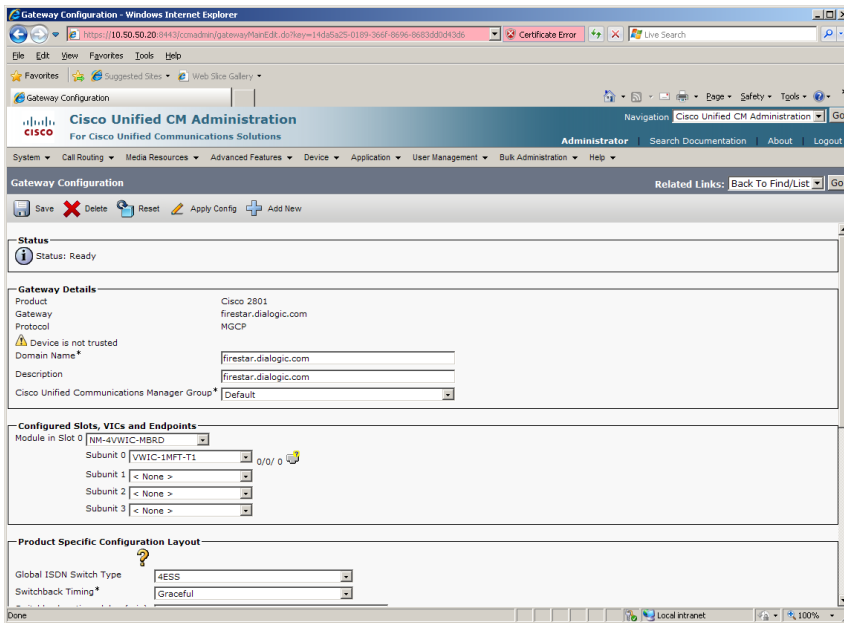 Gateway Configuration - Windows Internet Explorer
https://10.50.50.20:8443/ccmadmin/gatewayMainEdit.do?key=14da5a25-0189-366f-8696-8683dd0d43d6 Certificate Error Live Search
File Edit View Favorites Tools Help
Favorites Suggested Sites Web Slice Gallery
Gateway Configuration Page Safety Tools
cisco Cisco Unified CM Administration Navigation Cisco Unified CM Administration Go
For Cisco Unified Communications Solutions Administrator Search Documentation About Logout
System Call Routing Media Resources Advanced Features Device Application User Management Bulk Administration Help
Gateway Configuration Related Links: Back To Find/List Go
Save Delete Reset Apply Config Add New
Status
Status: Ready
Gateway Details
Product Cisco 2801
Gateway firestar.dialogic.com
Protocol MGCP
Device is not trusted
Domain Name* firestar.dialogic.com
Description firestar.dialogic.com
Cisco Unified Communications Manager Group* Default
Configured Slots, VICs and Endpoints
Module in Slot 0 NM-4VWIC-MBRD
Subunit 0 VWIC-1MFT-T1 0/0/ 0
Subunit 1 < None >
Subunit 2 < None >
Subunit 3 < None >
Product Specific Configuration Layout
?
Global ISDN Switch Type 4ESS
Switchback Timing* Graceful
Done Local intranet 100%